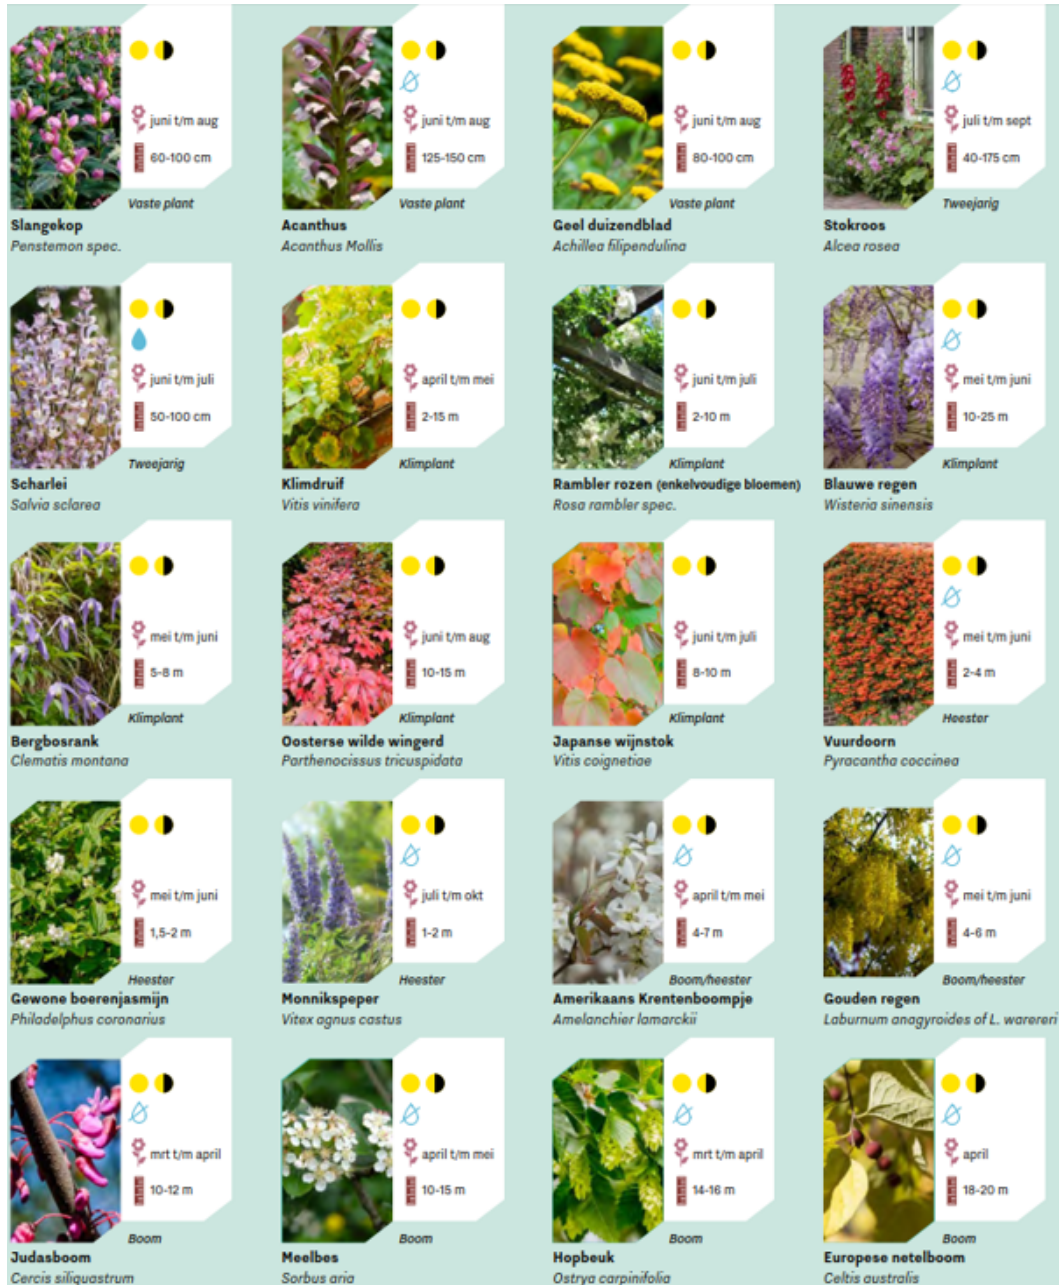 juni t/m aug
60-100 cm
Vaste plant
Slangekop
Penstemon spec.
juni t/m aug
125-150 cm
Vaste plant
Acanthus
Acanthus Mollis
juni t/m aug
80-100 cm
Vaste plant
Geel duizendblad
Achillea filipendulina
juli t/m sept
40-175 cm
Tweejarig
Stokroos
Alcea rosea
juni t/m juli
50-100 cm
Tweejarig
Scharlei
Salvia sclarea
april t/m mei
2-15 m
Klimplant
Klimdruif
Vitis vinifera
juni t/m juli
2-10 m
Klimplant
Rambler rozen (enkelvoudige bloemen)
Rosa rambler spec.
mei t/m juni
10-25 m
Klimplant
Blauwe regen
Wisteria sinensis
mei t/m juni
5-8 m
Klimplant
Bergbosrank
Clematis montana
juni t/m aug
10-15 m
Klimplant
Oosterse wilde wingerd
Parthenocissus tricuspidata
juni t/m juli
8-10 m
Klimplant
Japanse wijnstok
Vitis coignetiae
mei t/m juni
2-4 m
Heester
Vuurdoorn
Pyracantha coccinea
mei t/m juni
1,5-2 m
Heester
Gewone boerenjasmijn
Philadelphus coronarius
juli t/m okt
1-2 m
Heester
Monnikspeper
Vitex agnus castus
april t/m mei
4-7 m
Boom/heester
Amerikaans Krentenboompje
Amelanchier lamarckii
mei t/m juni
4-6 m
Boom/heester
Gouden regen
Laburnum anagyroides of L. warereri
mrt t/m april
10-12 m
Boom
Judasboom
Cercis siliquastrum
april t/m mei
10-15 m
Boom
Meelbes
Sorbus aria
mrt t/m april
14-16 m
Boom
Hopbeuk
Ostrya carpinifolia
april
18-20 m
Boom
Europese netelboom
Celtis australis